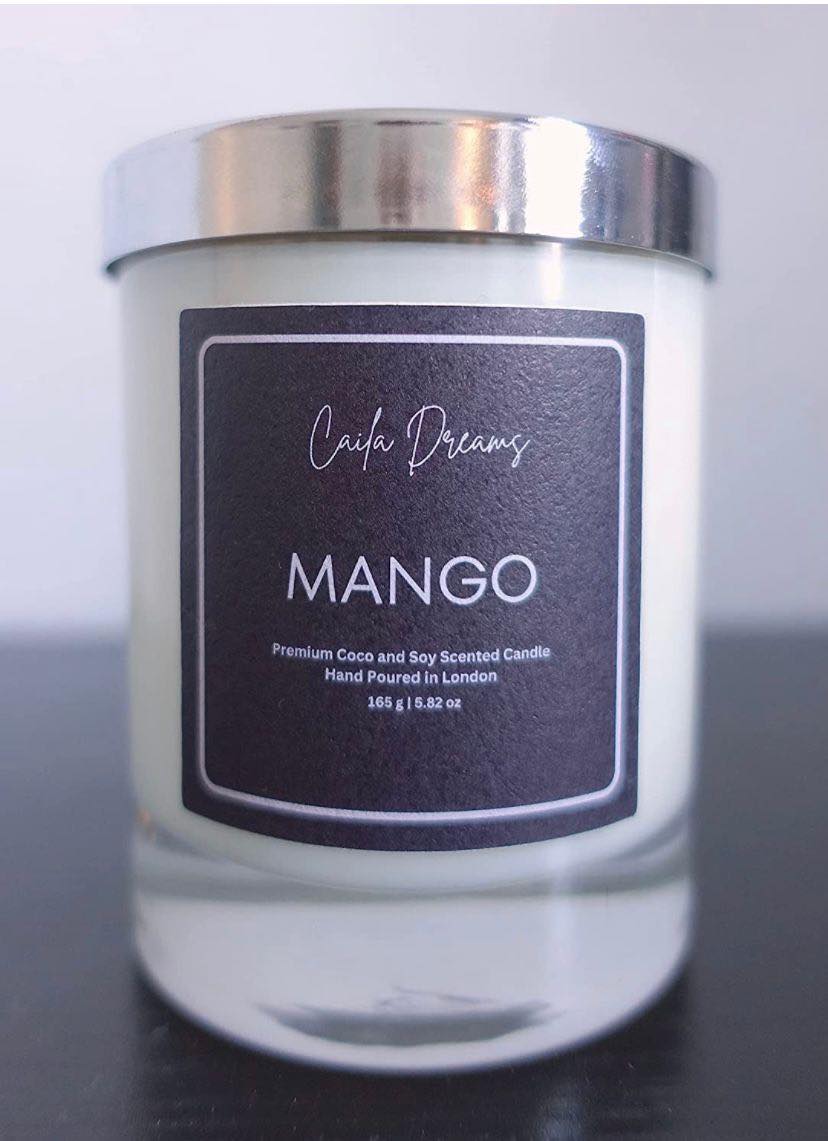 Caila Dreams
MANGO
Premium Coco and Soy Scented Candle
Hand Poured in London
165 g | 5.82 oz